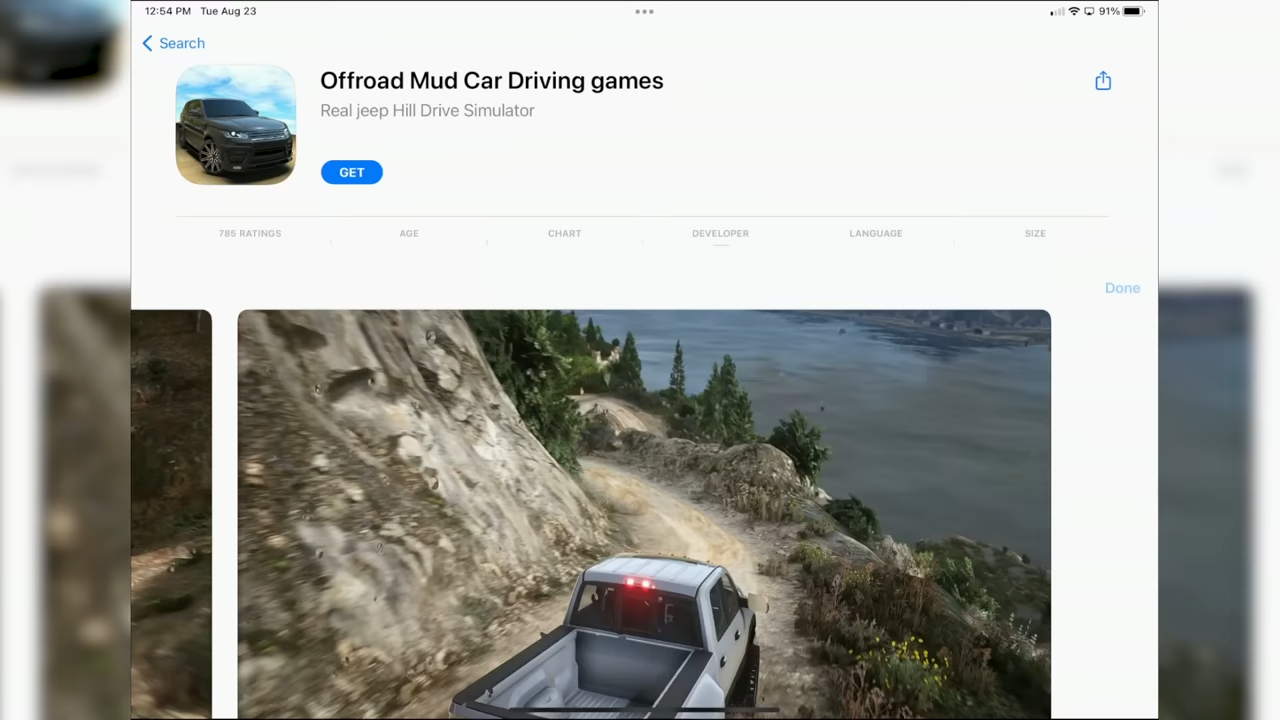 12:54 PM Tue Aug 23
91%
Search
Offroad Mud Car Driving games
Real jeep Hill Drive Simulator
GET
785 RATINGS
AGE
CHART
DEVELOPER
LANGUAGE
SIZE
Done